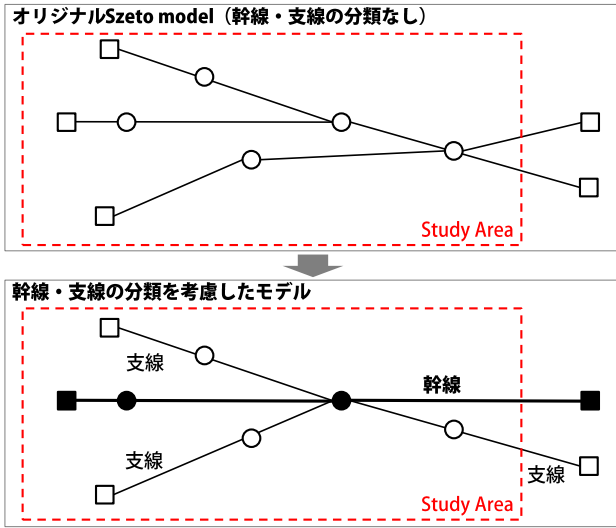 オリジナルSzeto model（幹線・支線の分類なし）
Study Area
幹線・支線の分類を考慮したモデル
支線
幹線
支線
支線
Study Area